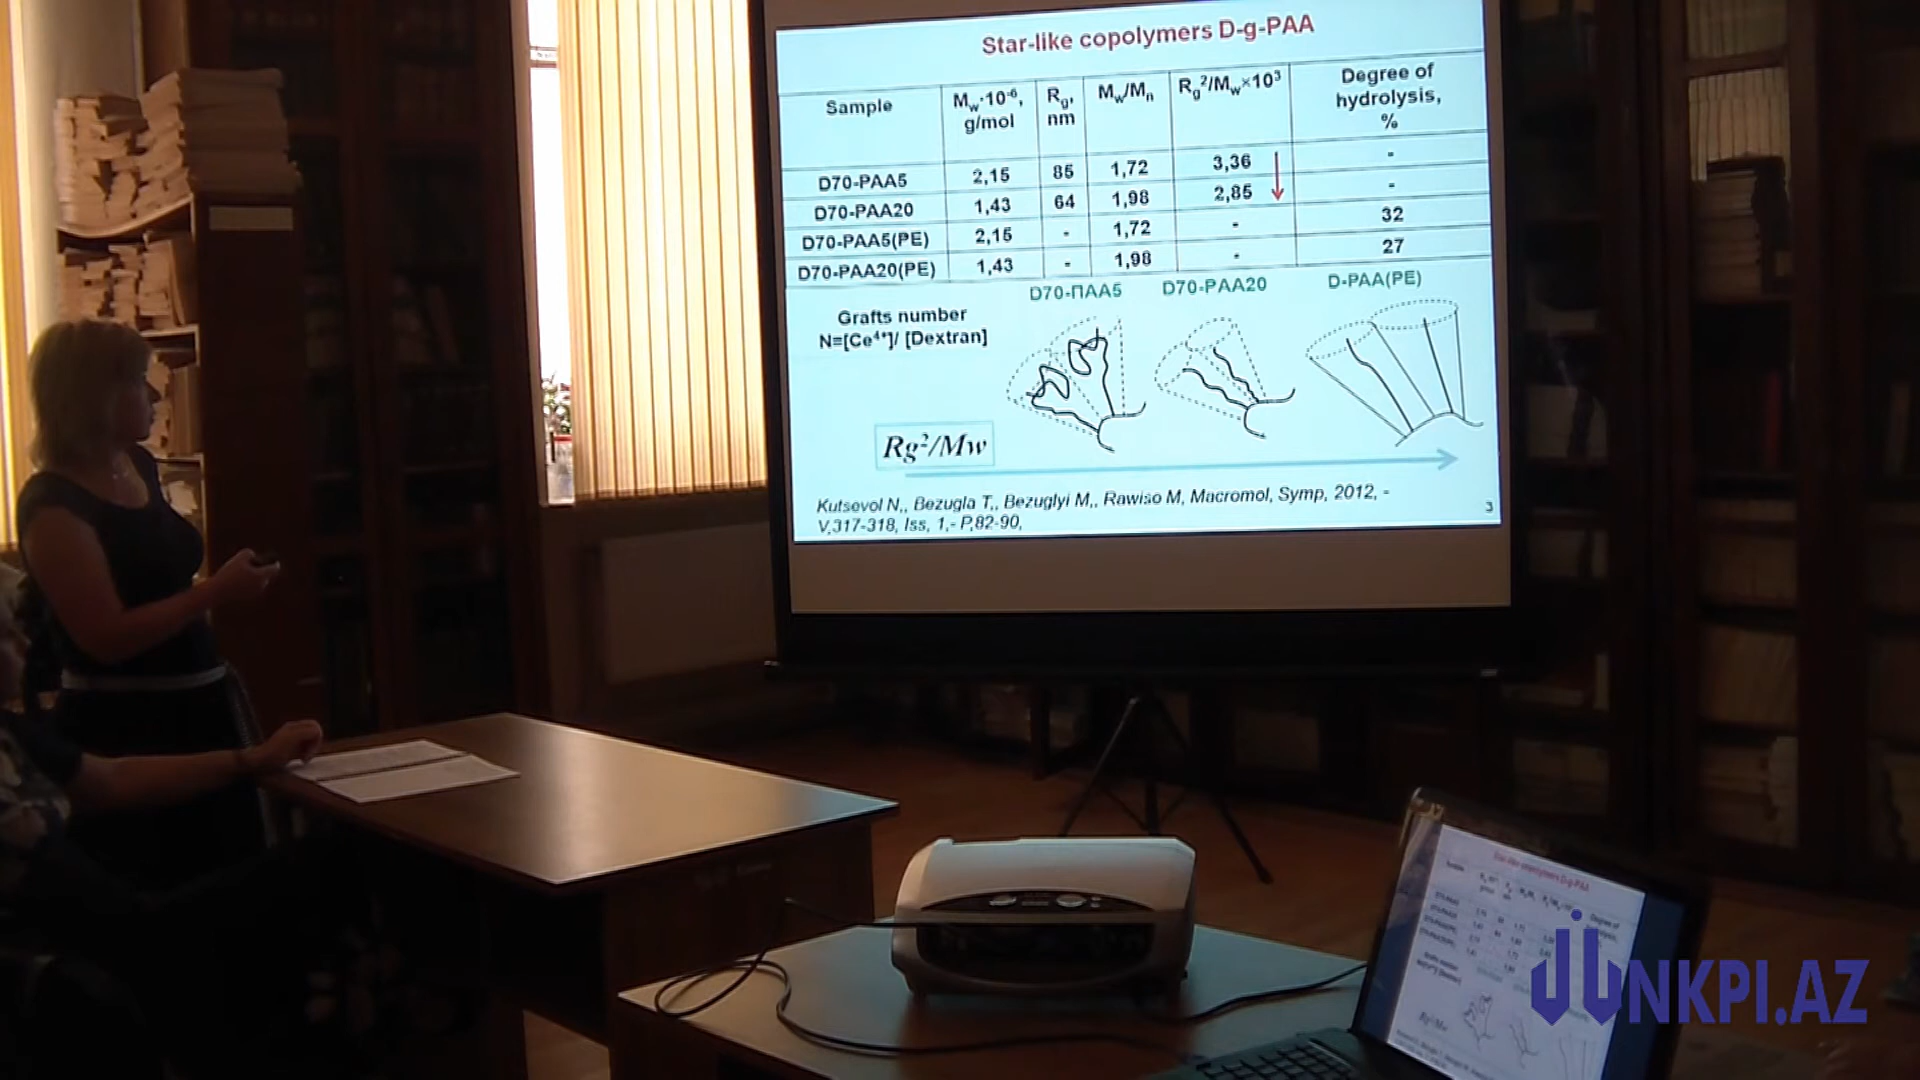 Star-like copolymers D-g-PAA
Sample Mw·10⁻⁶, g/mol Rg, nm Mw/Mn Rg²/Mw×10³ Degree of hydrolysis, %
D70-PAA5 2,15 85 1,72 3,36 -
D70-PAA20 1,43 64 1,98 2,85 -
D70-PAA5(PE) 2,15 - 1,72 - 32
D70-PAA20(PE) 1,43 - 1,98 - 27
D70-ПАА5 D70-PAA20 D-PAA(PE)
Grafts number
N=[Ce⁴⁺]/ [Dextran]
Rg²/Mw
Kutsevol N,, Bezugla T,, Bezuglyi M,, Rawiso M, Macromol, Symp, 2012, -
V,317-318, Iss, 1,- P,82-90,
3
JUNKPI.AZ